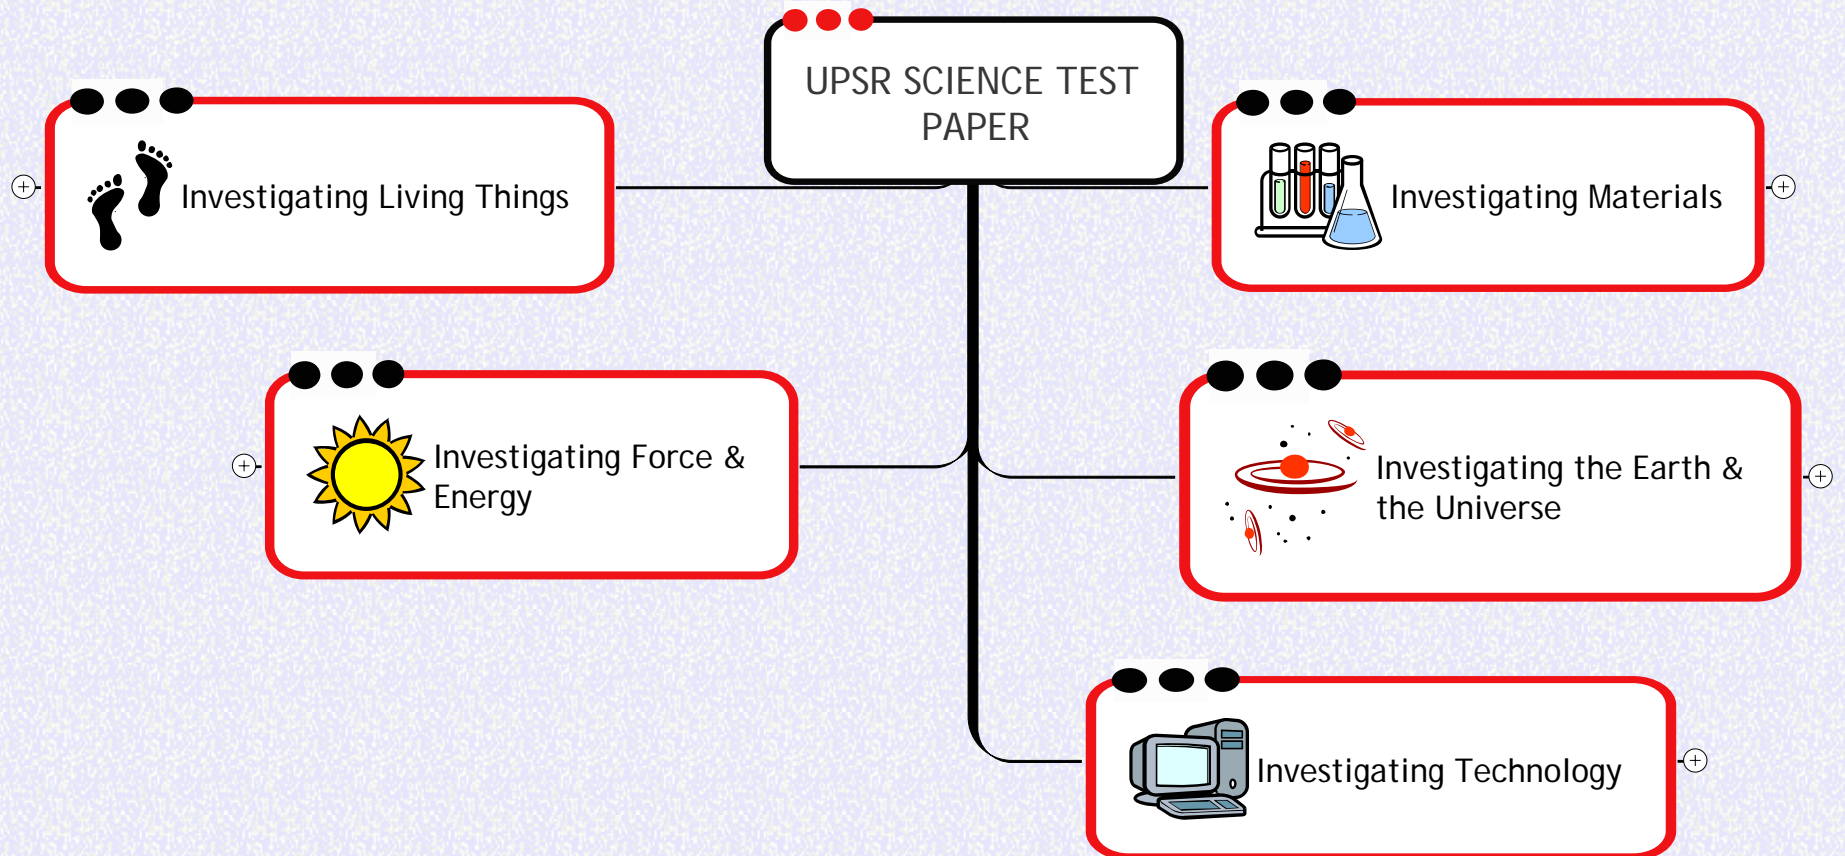 UPSR SCIENCE TEST
PAPER
Investigating Living Things
Investigating Materials
Investigating Force &
Energy
Investigating the Earth &
the Universe
Investigating Technology